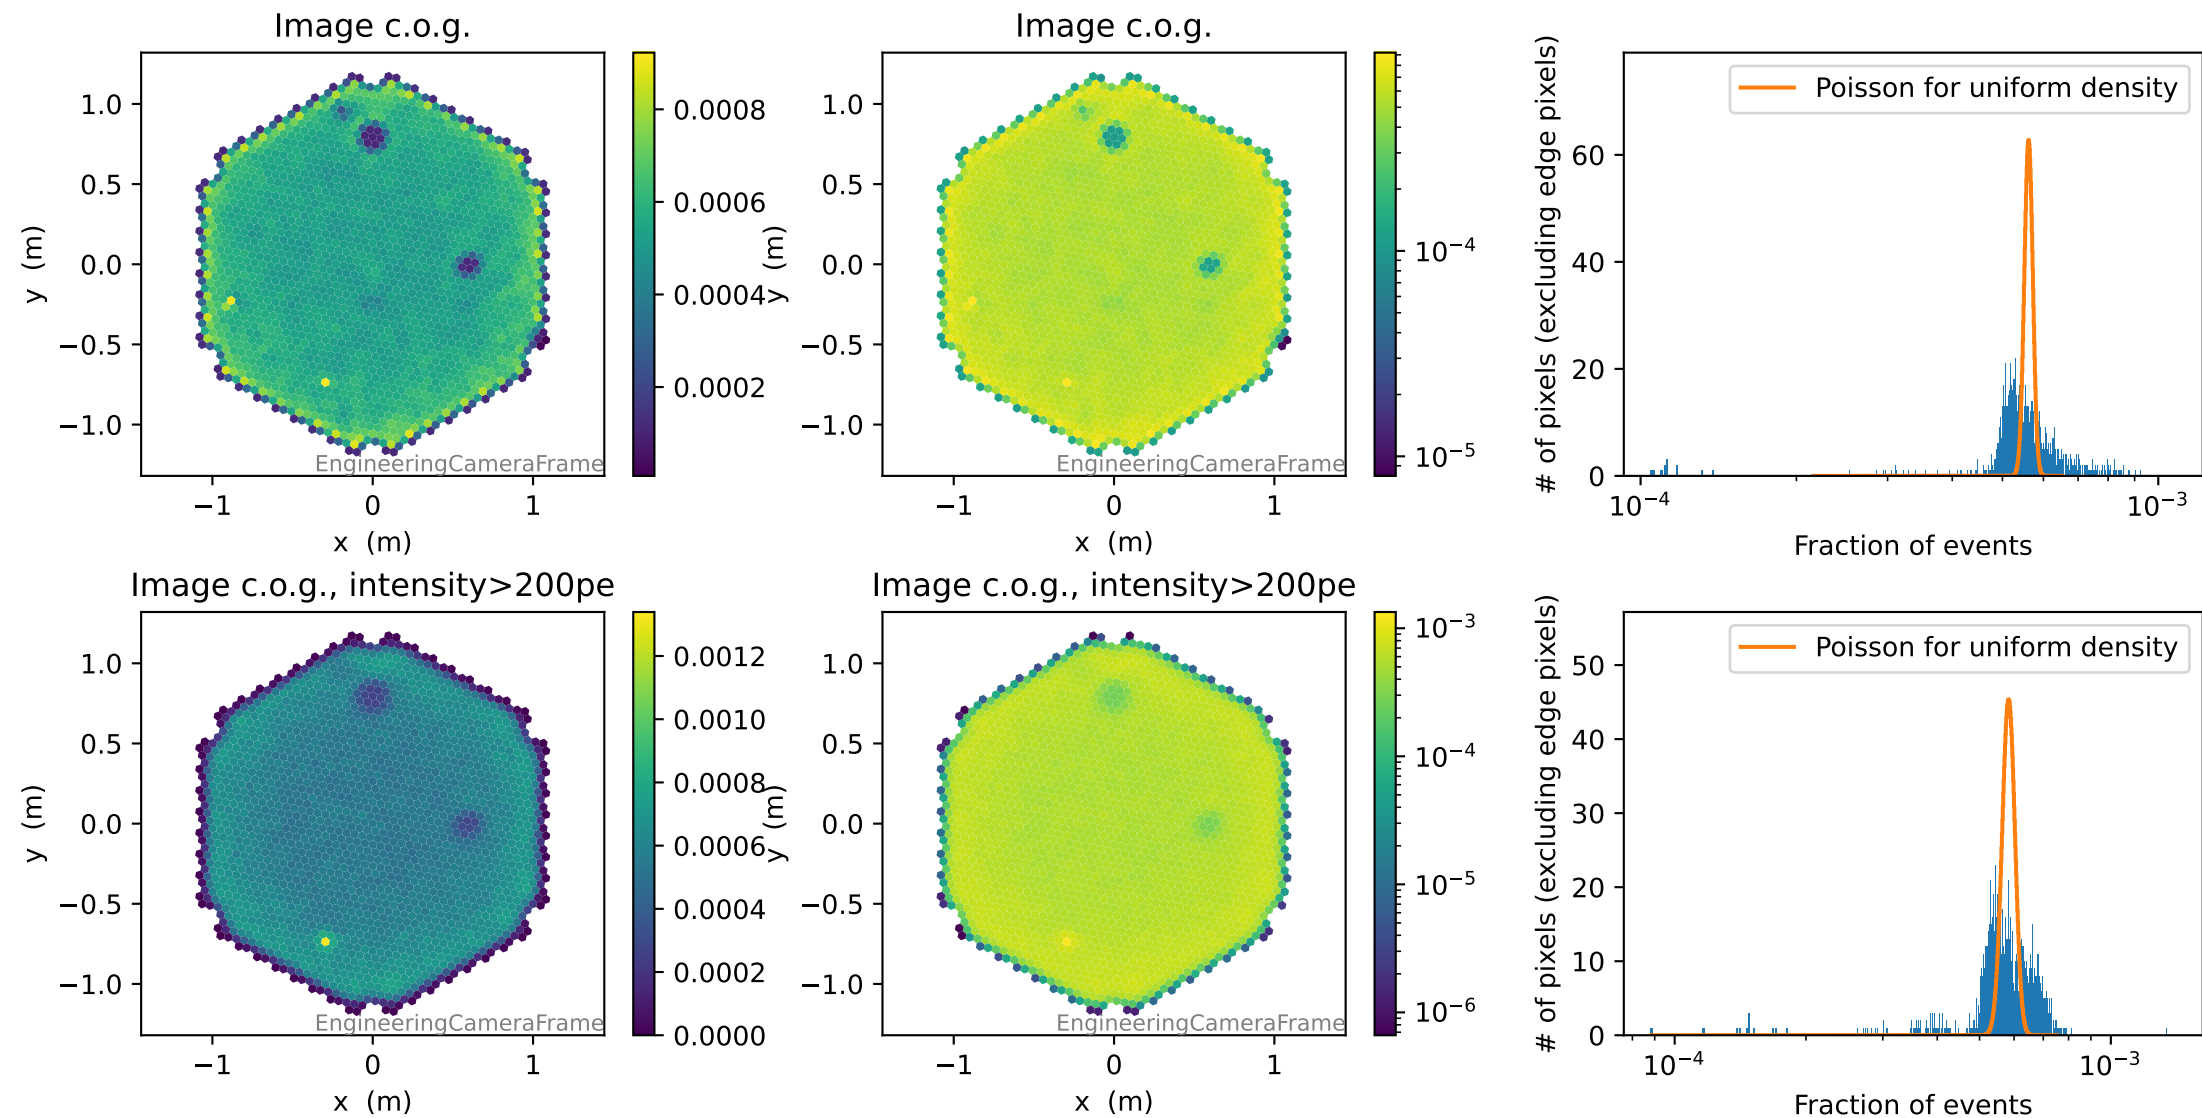 Image c.o.g.
1.0
0.5
0.0
−0.5
−1.0
y (m)
−1
0
1
x (m)
EngineeringCameraFrame
0.0008
0.0006
0.0004
0.0002
Image c.o.g.
1.0
0.5
0.0
−0.5
−1.0
y (m)
−1
0
1
x (m)
EngineeringCameraFrame
10⁻⁴
10⁻⁵
# of pixels (excluding edge pixels)
60
40
20
0
Poisson for uniform density
10⁻⁴
10⁻³
Fraction of events
Image c.o.g., intensity>200pe
1.0
0.5
0.0
−0.5
−1.0
y (m)
−1
0
1
x (m)
EngineeringCameraFrame
0.0012
0.0010
0.0008
0.0006
0.0004
0.0002
0.0000
Image c.o.g., intensity>200pe
1.0
0.5
0.0
−0.5
−1.0
y (m)
−1
0
1
x (m)
EngineeringCameraFrame
10⁻³
10⁻⁴
10⁻⁵
10⁻⁶
# of pixels (excluding edge pixels)
50
40
30
20
10
0
Poisson for uniform density
10⁻⁴
10⁻³
Fraction of events